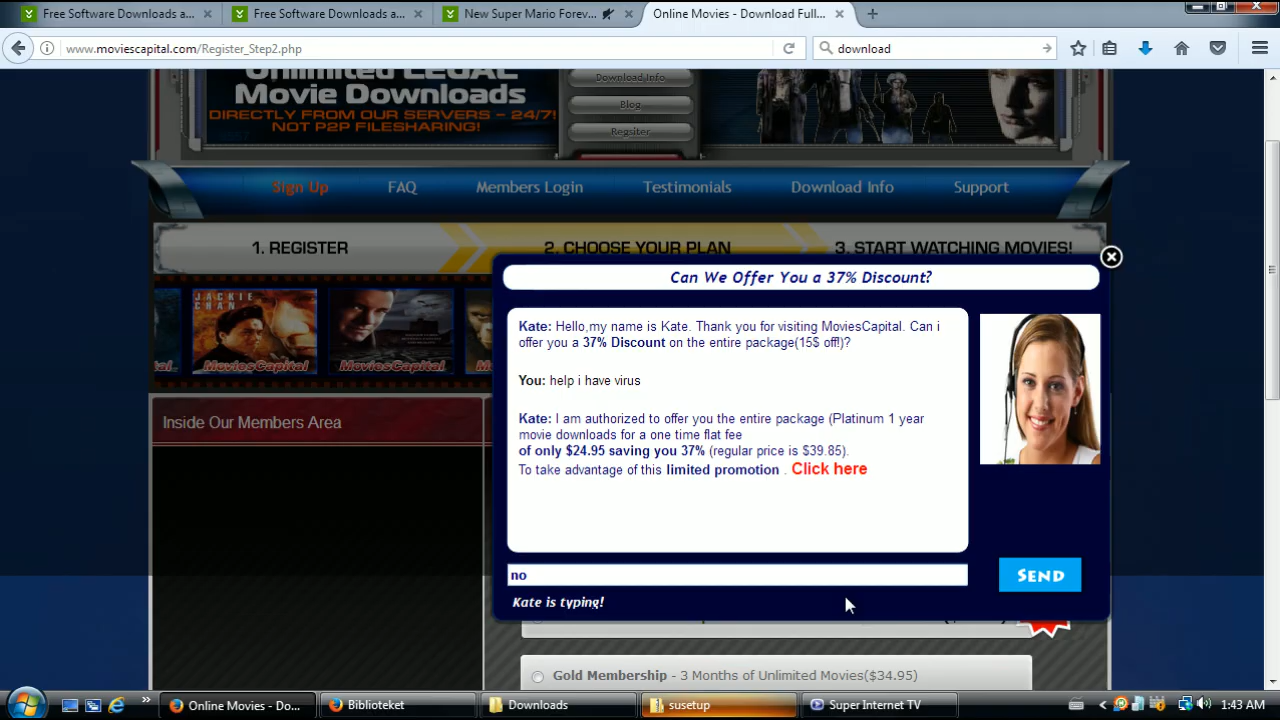 Free Software Downloads a...
Free Software Downloads a...
New Super Mario Forev...
Online Movies - Download Full...
www.moviescapital.com/Register_Step2.php
download
Unlimited LEGAL
Movie Downloads
DIRECTLY FROM OUR SERVERS - 24/7!
NOT P2P FILESHARING!
Download Info
Blog
Regsiter
Sign Up
FAQ
Members Login
Testimonials
Download Info
Support
1. REGISTER
2. CHOOSE YOUR PLAN
3. START WATCHING MOVIES!
JACKIE
CHAN
MoviesCapital
MoviesCapital
Inside Our Members Area
Can We Offer You a 37% Discount?
Kate: Hello,my name is Kate. Thank you for visiting MoviesCapital. Can i
offer you a 37% Discount on the entire package(15$ off!)?
You: help i have virus
Kate: I am authorized to offer you the entire package (Platinum 1 year
movie downloads for a one time flat fee
of only $24.95 saving you 37% (regular price is $39.85).
To take advantage of this limited promotion . Click here
no
SEND
Kate is typing!
Gold Membership - 3 Months of Unlimited Movies($34.95)
Online Movies - Do...
Biblioteket
Downloads
susetup
Super Internet TV
1:43 AM